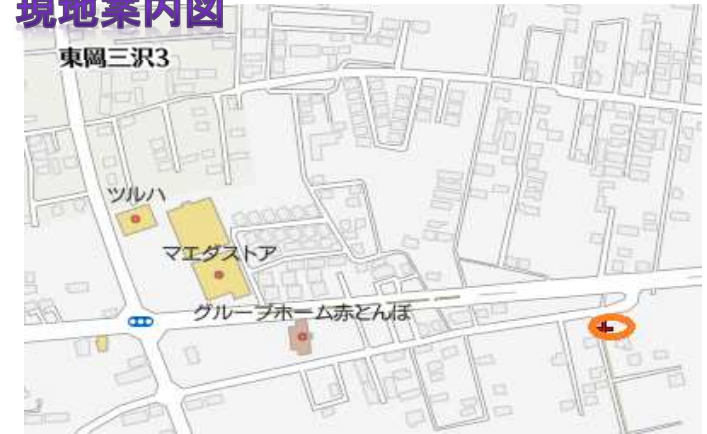 現地案内図
東岡三沢3
ツルハ
マエダストア
グループホーム赤とんぼ